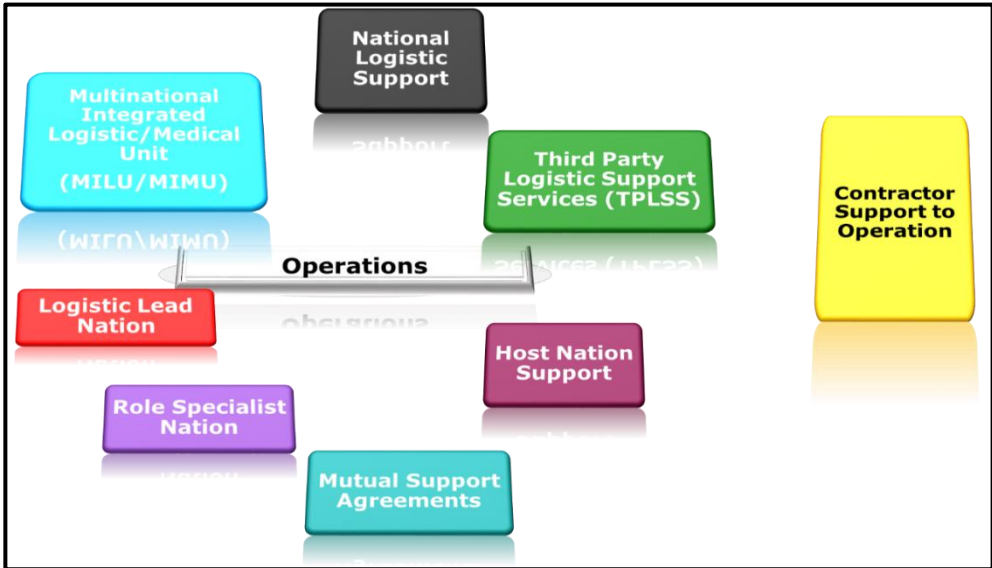 National
Logistic
Support
Multinational
Integrated
Logistic/Medical
Unit
(MILU/MIMU)
Third Party
Logistic Support
Services (TPLSS)
Contractor
Support to
Operation
Operations
Logistic Lead
Nation
Host Nation
Support
Role Specialist
Nation
Mutual Support
Agreements